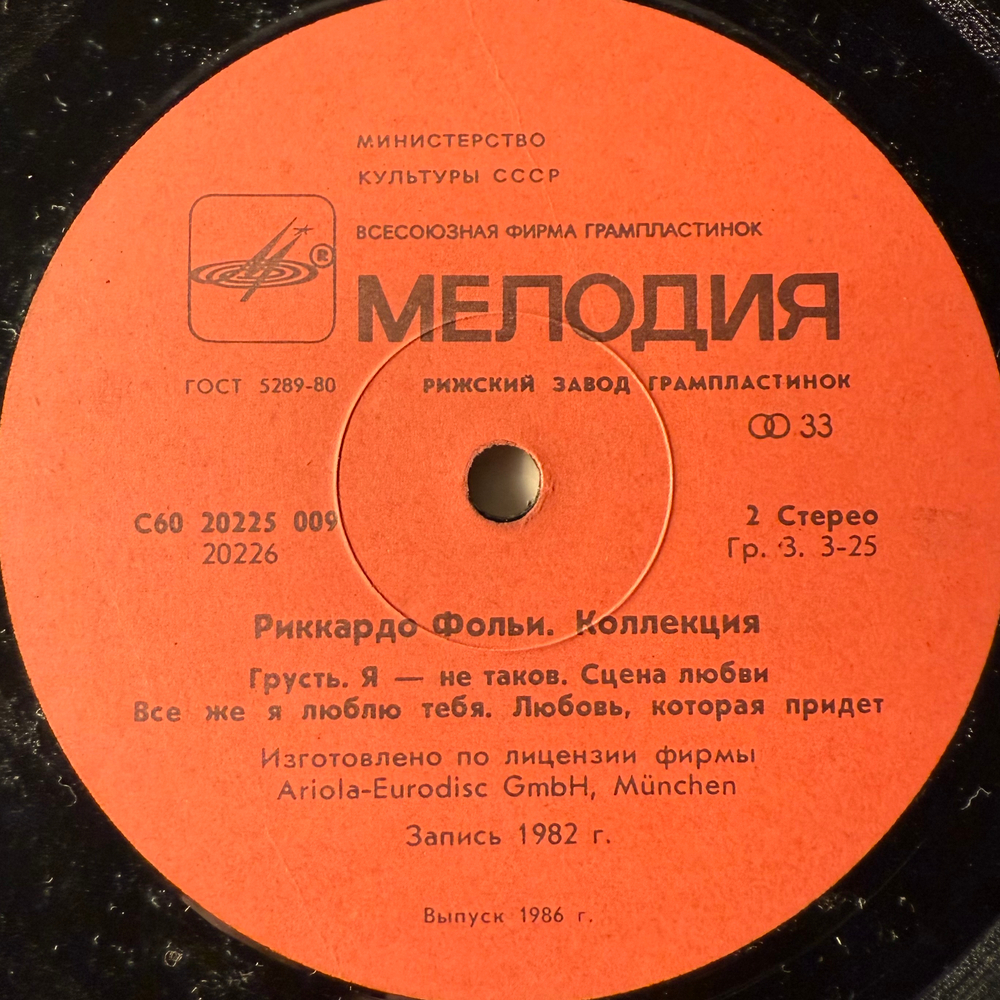 МИНИСТЕРСТВО
КУЛЬТУРЫ СССР
ВСЕСОЮЗНАЯ ФИРМА ГРАМПЛАСТИНОК
®
МЕЛОДИЯ
ГОСТ 5289-80 РИЖСКИЙ ЗАВОД ГРАМПЛАСТИНОК
33
С60 20225 009 2 Стерео
20226 Гр. 3. 3-25
Риккардо Фольи. Коллекция
Грусть. Я — не таков. Сцена любви
Все же я люблю тебя. Любовь, которая придет
Изготовлено по лицензии фирмы
Ariola-Eurodisc GmbH, München
Запись 1982 г.
Выпуск 1986 г.